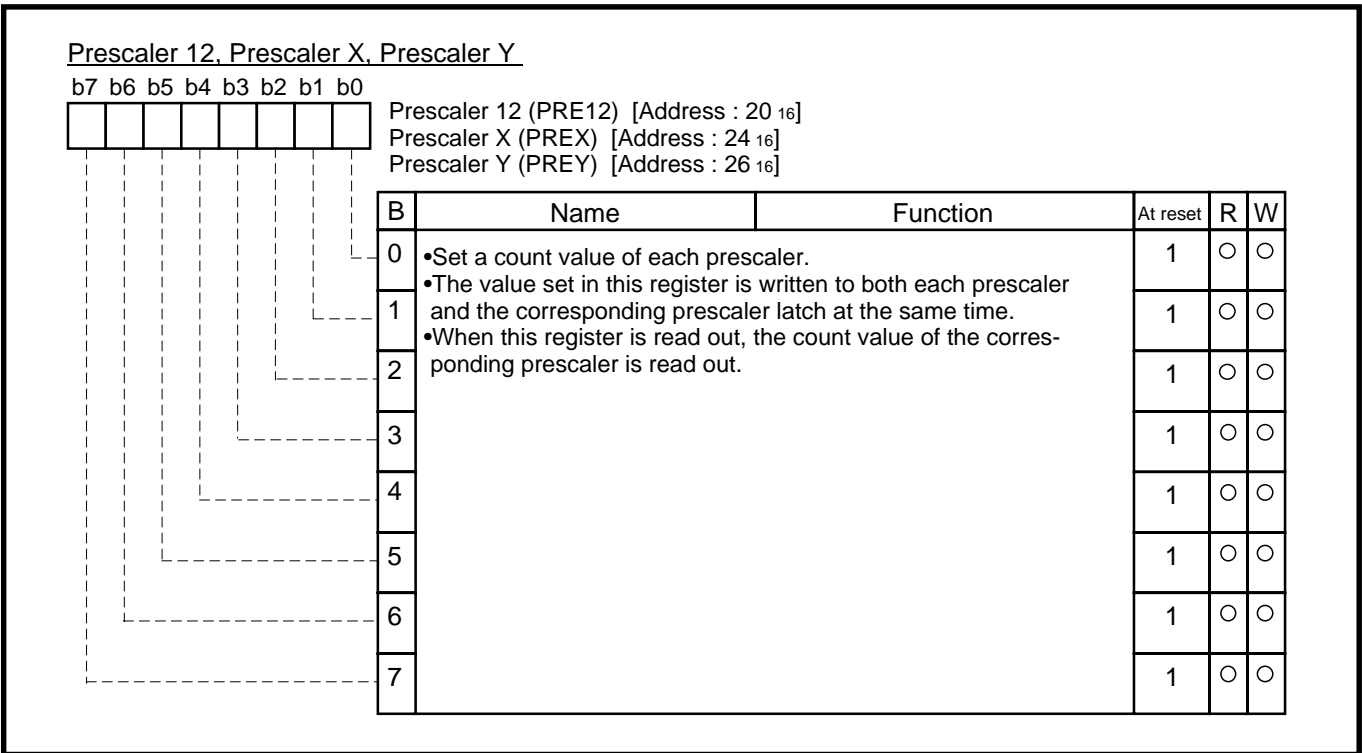 Prescaler 12, Prescaler X, Prescaler Y
b7 b6 b5 b4 b3 b2 b1 b0
Prescaler 12 (PRE12) [Address : 20 16]
Prescaler X (PREX) [Address : 24 16]
Prescaler Y (PREY) [Address : 26 16]
B Name Function At reset R W
0 •Set a count value of each prescaler. 1 ○ ○
•The value set in this register is written to both each prescaler
1 and the corresponding prescaler latch at the same time. 1 ○ ○
•When this register is read out, the count value of the corres-
2 ponding prescaler is read out. 1 ○ ○
3 1 ○ ○
4 1 ○ ○
5 1 ○ ○
6 1 ○ ○
7 1 ○ ○